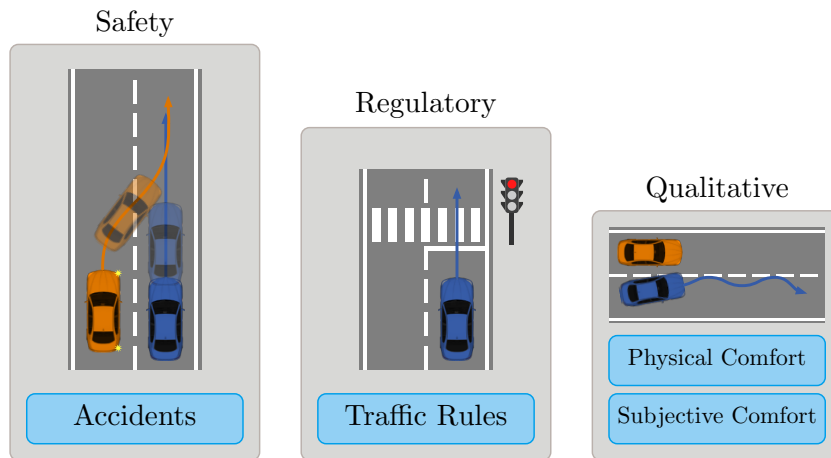 Safety
Accidents
Regulatory
Traffic Rules
Qualitative
Physical Comfort
Subjective Comfort